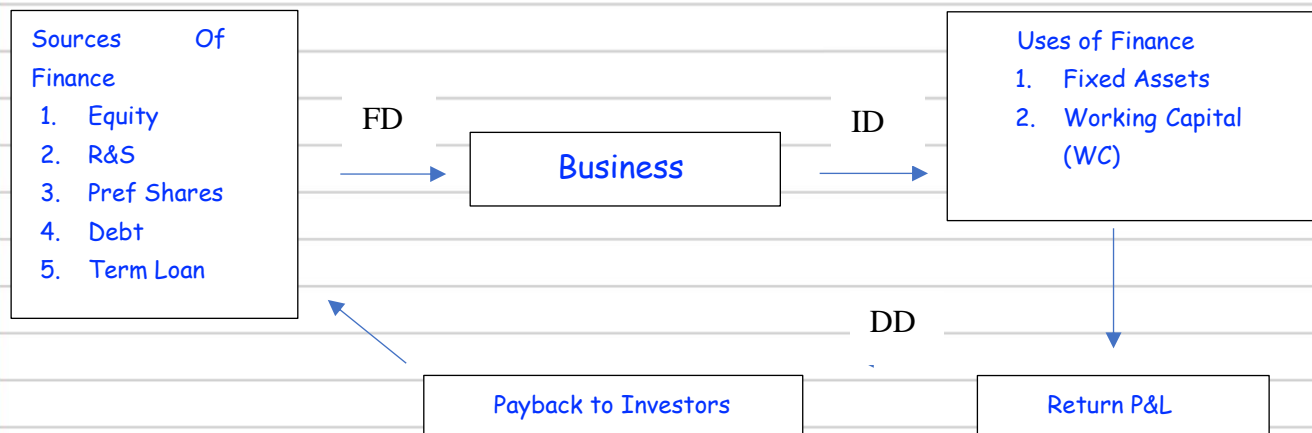 Sources Of
Finance
1. Equity
2. R&S
3. Pref Shares
4. Debt
5. Term Loan
FD
Business
ID
Uses of Finance
1. Fixed Assets
2. Working Capital
(WC)
DD
Payback to Investors
Return P&L